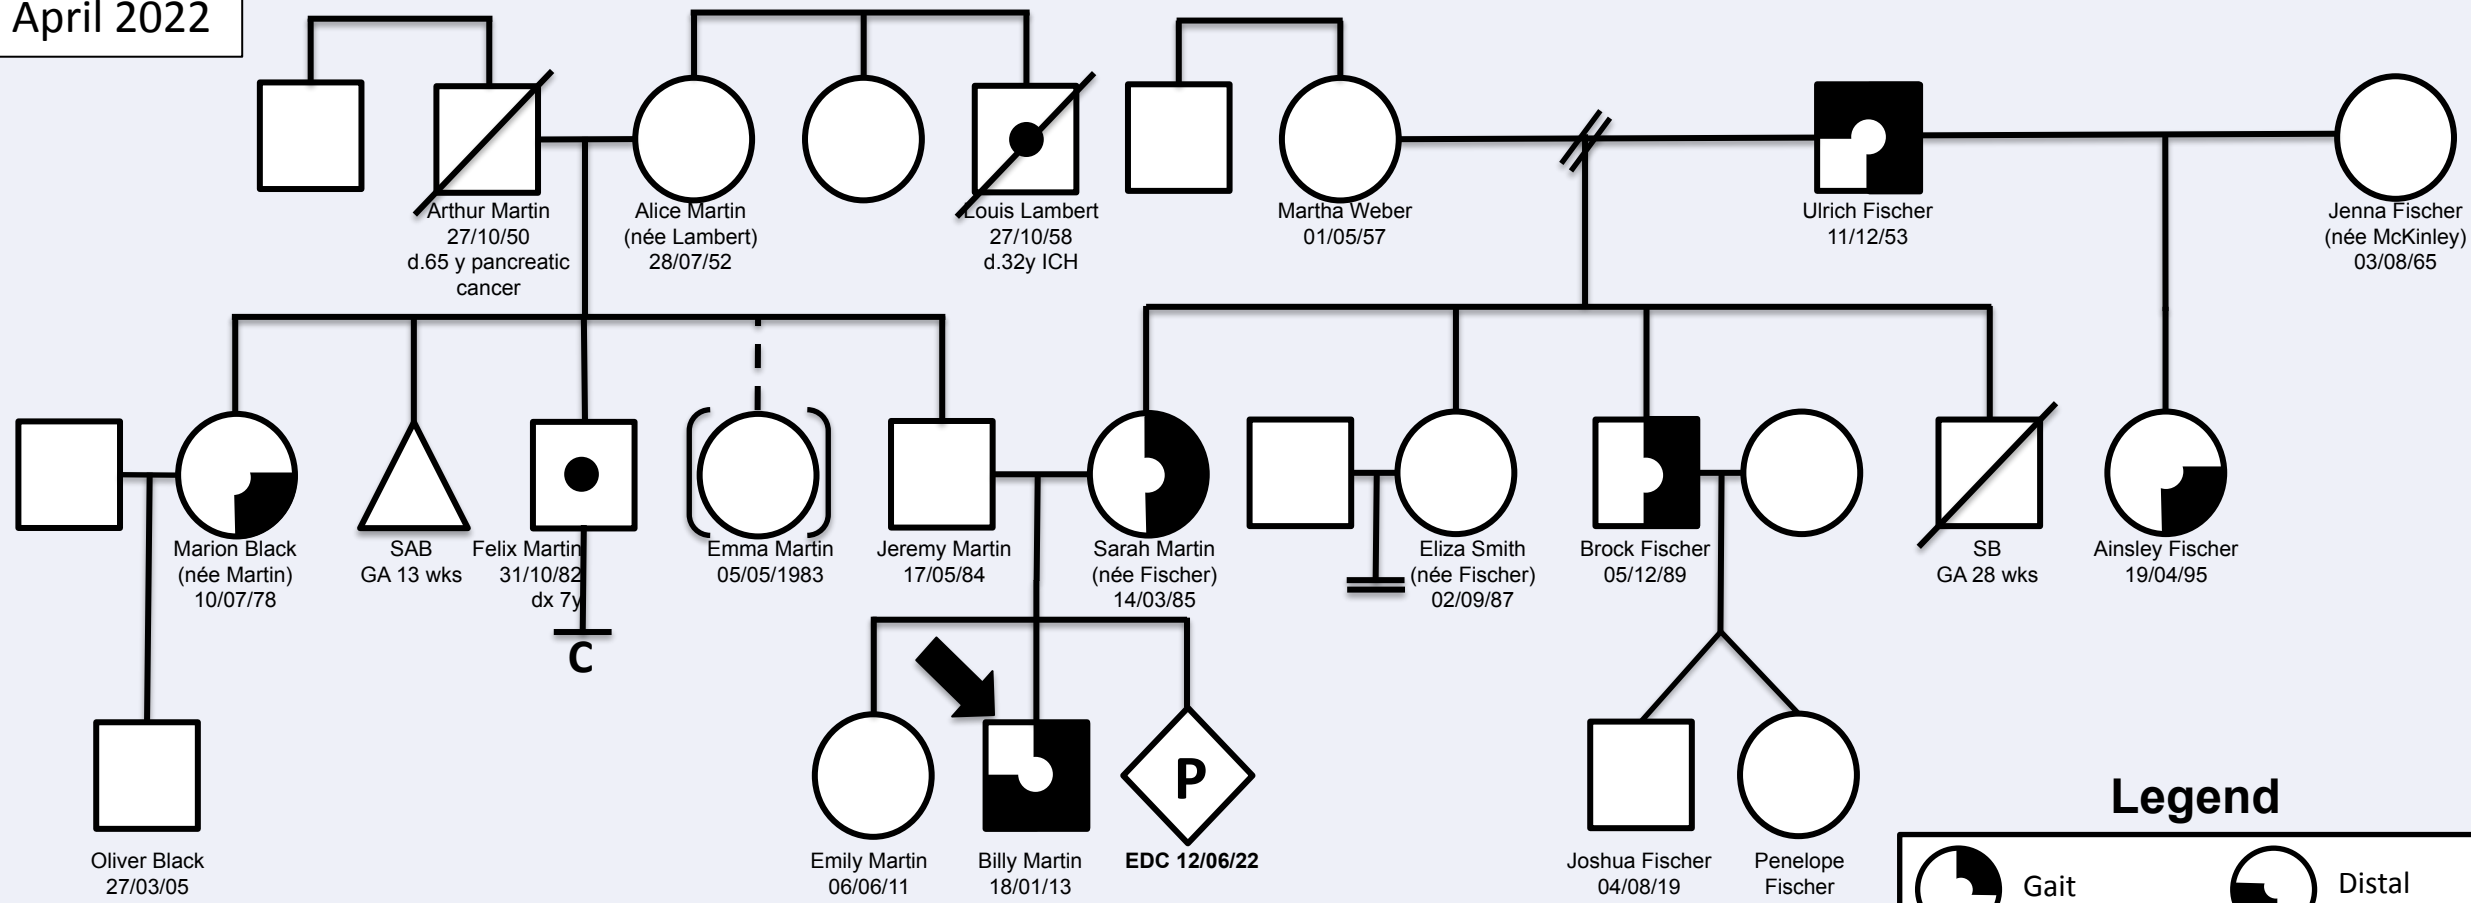 April 2022
Arthur Martin
27/10/50
d.65 y pancreatic
cancer
Alice Martin
(née Lambert)
28/07/52
Louis Lambert
27/10/58
d.32y ICH
Martha Weber
01/05/57
Ulrich Fischer
11/12/53
Jenna Fischer
(née McKinley)
03/08/65
Marion Black
(née Martin)
10/07/78
SAB
GA 13 wks
Felix Martin
31/10/82
dx 7y
C
Emma Martin
05/05/1983
Jeremy Martin
17/05/84
Sarah Martin
(née Fischer)
14/03/85
Eliza Smith
(née Fischer)
02/09/87
Brock Fischer
05/12/89
SB
GA 28 wks
Ainsley Fischer
19/04/95
Oliver Black
27/03/05
Emily Martin
06/06/11
Billy Martin
18/01/13
P
EDC 12/06/22
Joshua Fischer
04/08/19
Penelope
Fischer
Legend
Gait
Distal